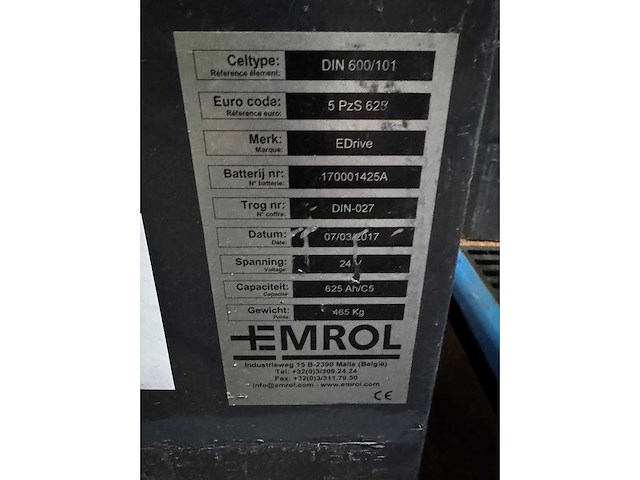 Celtype: DIN 600/101
Réference élement:
Euro code: 5 PzS 625
Réference euro:
Merk: EDrive
Marque:
Batterij nr: 170001425A
N° batterie:
Trog nr: DIN-027
N° coffre:
Datum: 07/03/2017
Date:
Spanning: 24 V
Voltage:
Capaciteit: 625 Ah/C5
Capacité
Gewicht: 465 Kg
Poids:
EMROL
Industrieweg 15 B-2390 Malle (België)
Tel: +32(0)3/309.24.24
Fax: +32(0)3/311.79.50
info@emrol.com - www.emrol.com
CE